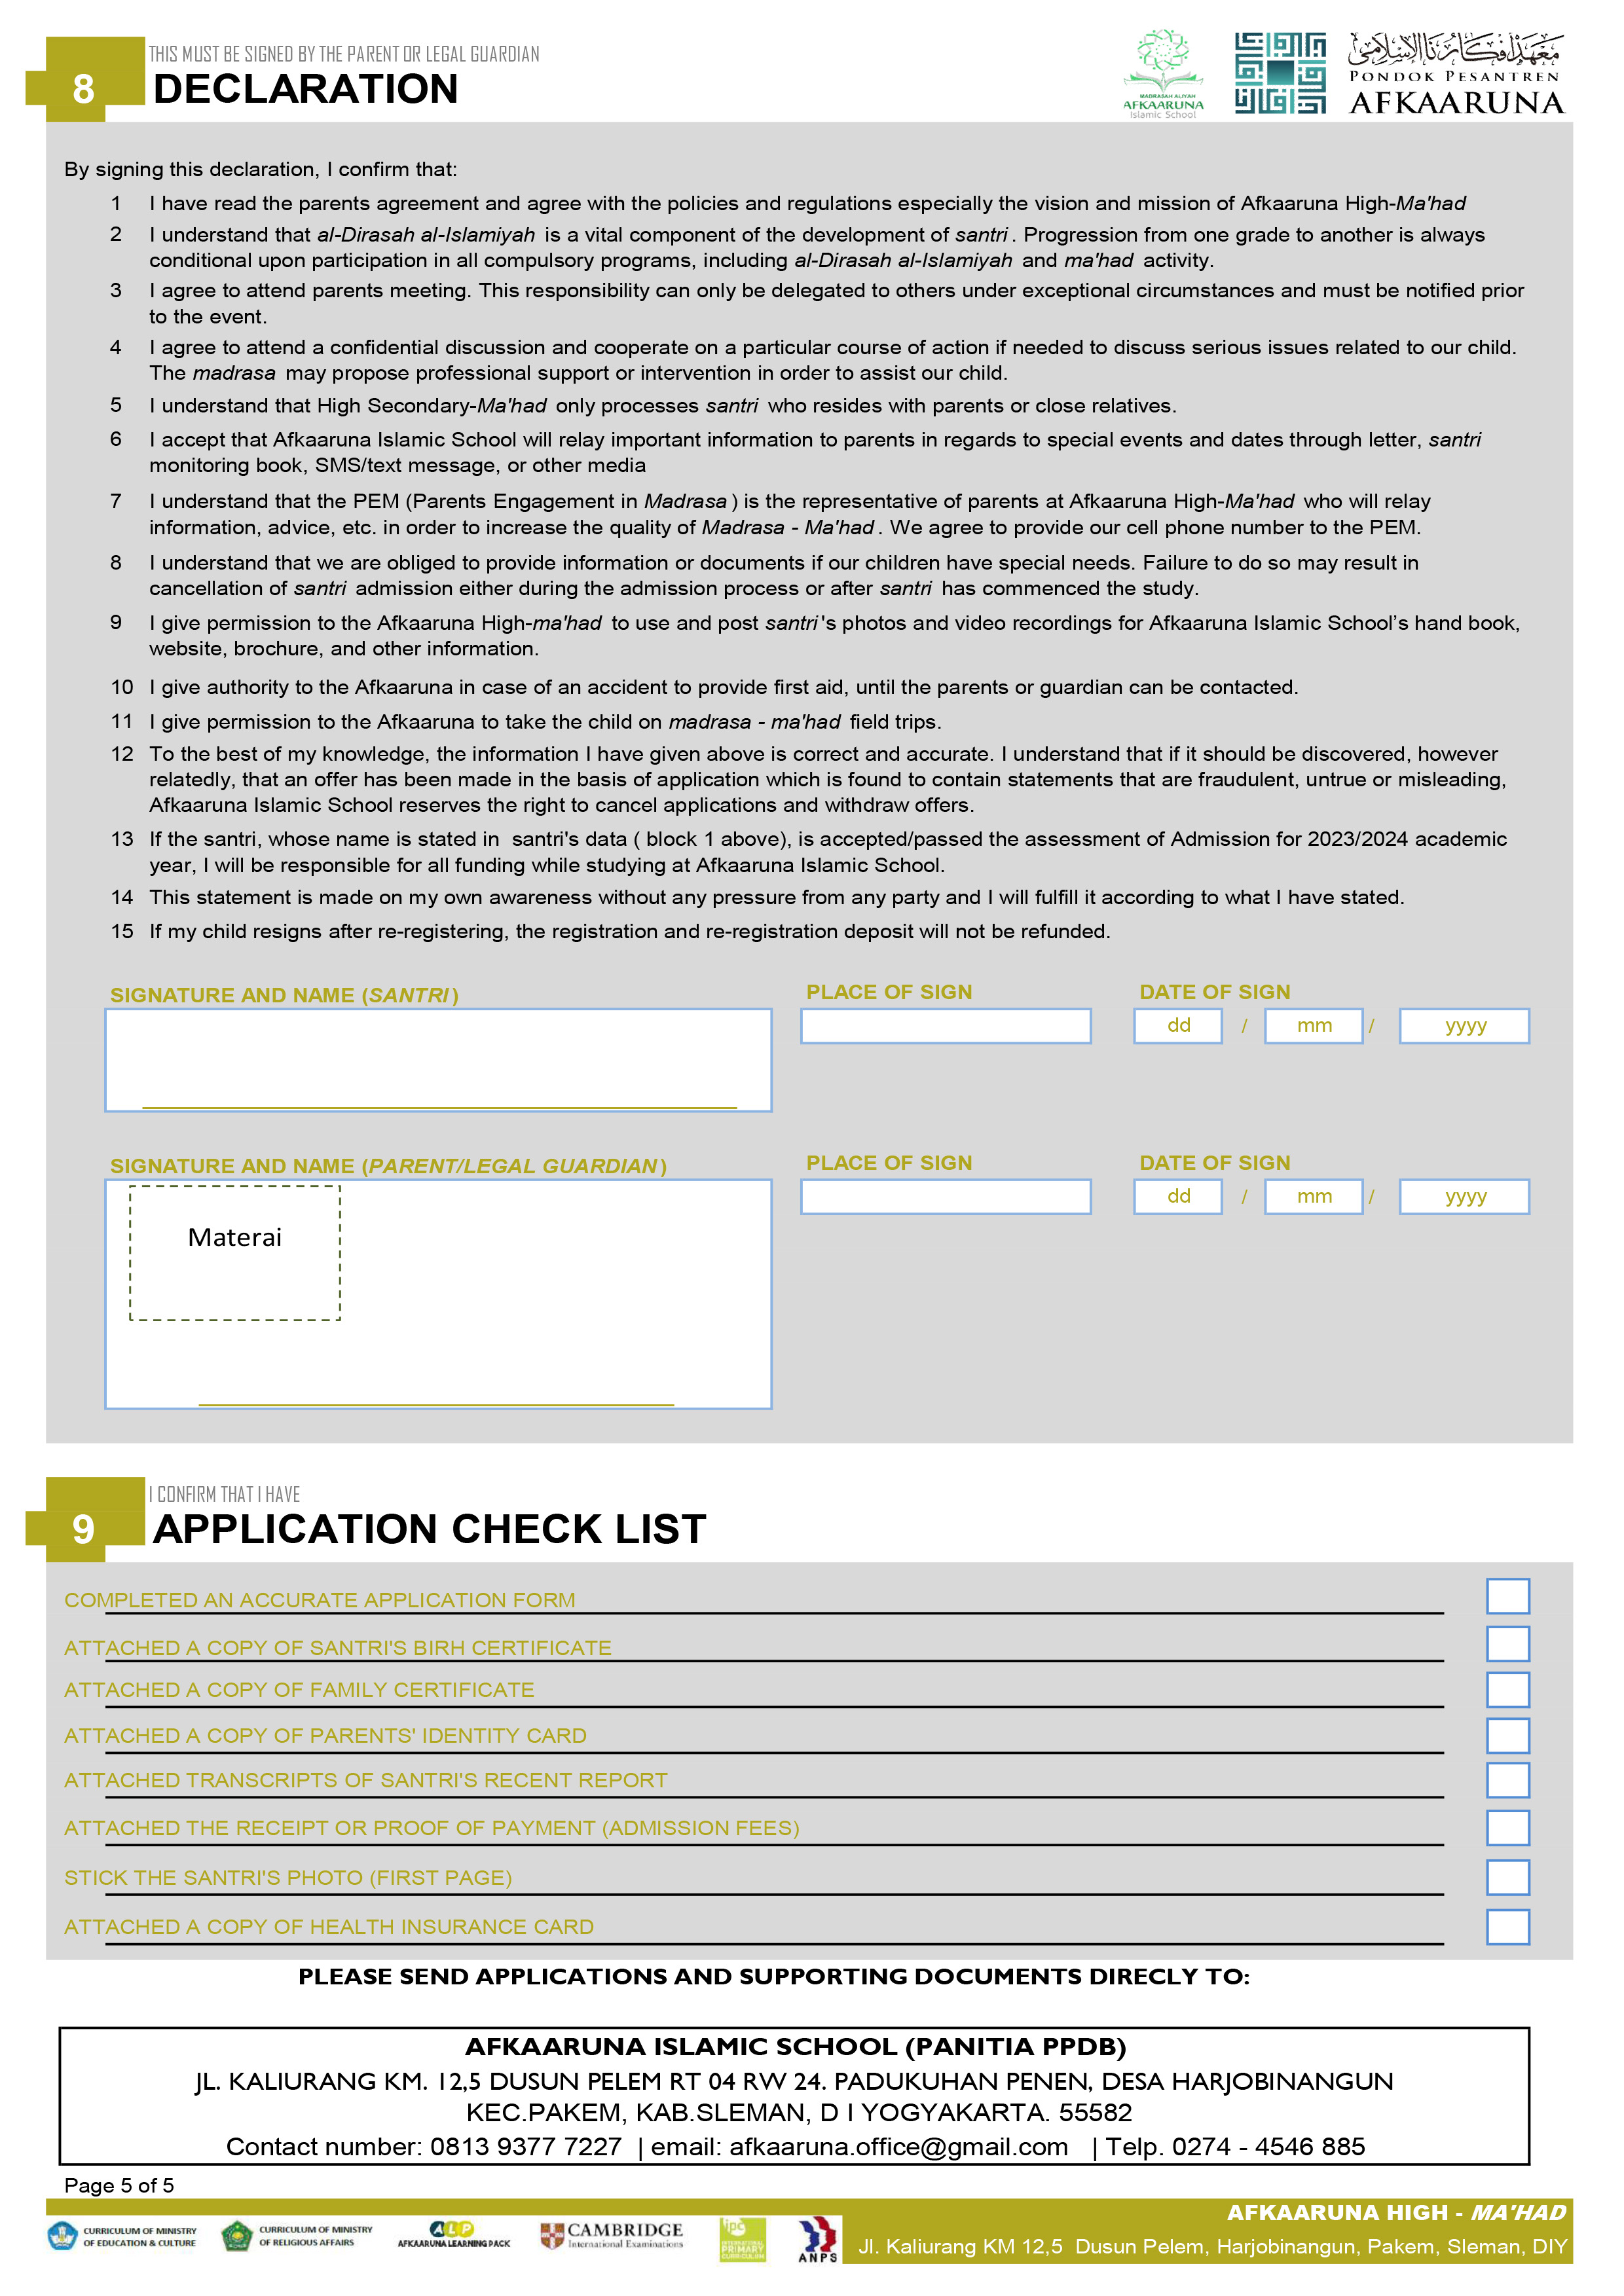 THIS MUST BE SIGNED BY THE PARENT OR LEGAL GUARDIAN
8 DECLARATION
MADRASAH ALIYAH
AFKAARUNA
Islamic School
معهد افكارنا الإسلامي
PONDOK PESANTREN
AFKAARUNA
By signing this declaration, I confirm that:
1 I have read the parents agreement and agree with the policies and regulations especially the vision and mission of Afkaaruna High-Ma'had
2 I understand that al-Dirasah al-Islamiyah is a vital component of the development of santri. Progression from one grade to another is always
conditional upon participation in all compulsory programs, including al-Dirasah al-Islamiyah and ma'had activity.
3 I agree to attend parents meeting. This responsibility can only be delegated to others under exceptional circumstances and must be notified prior
to the event.
4 I agree to attend a confidential discussion and cooperate on a particular course of action if needed to discuss serious issues related to our child.
The madrasa may propose professional support or intervention in order to assist our child.
5 I understand that High Secondary-Ma'had only processes santri who resides with parents or close relatives.
6 I accept that Afkaaruna Islamic School will relay important information to parents in regards to special events and dates through letter, santri
monitoring book, SMS/text message, or other media
7 I understand that the PEM (Parents Engagement in Madrasa) is the representative of parents at Afkaaruna High-Ma'had who will relay
information, advice, etc. in order to increase the quality of Madrasa - Ma'had. We agree to provide our cell phone number to the PEM.
8 I understand that we are obliged to provide information or documents if our children have special needs. Failure to do so may result in
cancellation of santri admission either during the admission process or after santri has commenced the study.
9 I give permission to the Afkaaruna High-ma'had to use and post santri's photos and video recordings for Afkaaruna Islamic School’s hand book,
website, brochure, and other information.
10 I give authority to the Afkaaruna in case of an accident to provide first aid, until the parents or guardian can be contacted.
11 I give permission to the Afkaaruna to take the child on madrasa - ma'had field trips.
12 To the best of my knowledge, the information I have given above is correct and accurate. I understand that if it should be discovered, however
relatedly, that an offer has been made in the basis of application which is found to contain statements that are fraudulent, untrue or misleading,
Afkaaruna Islamic School reserves the right to cancel applications and withdraw offers.
13 If the santri, whose name is stated in santri's data ( block 1 above), is accepted/passed the assessment of Admission for 2023/2024 academic
year, I will be responsible for all funding while studying at Afkaaruna Islamic School.
14 This statement is made on my own awareness without any pressure from any party and I will fulfill it according to what I have stated.
15 If my child resigns after re-registering, the registration and re-registration deposit will not be refunded.
SIGNATURE AND NAME (SANTRI) PLACE OF SIGN DATE OF SIGN
dd / mm / yyyy
SIGNATURE AND NAME (PARENT/LEGAL GUARDIAN) PLACE OF SIGN DATE OF SIGN
dd / mm / yyyy
Materai
I CONFIRM THAT I HAVE
9 APPLICATION CHECK LIST
COMPLETED AN ACCURATE APPLICATION FORM
ATTACHED A COPY OF SANTRI'S BIRH CERTIFICATE
ATTACHED A COPY OF FAMILY CERTIFICATE
ATTACHED A COPY OF PARENTS' IDENTITY CARD
ATTACHED TRANSCRIPTS OF SANTRI'S RECENT REPORT
ATTACHED THE RECEIPT OR PROOF OF PAYMENT (ADMISSION FEES)
STICK THE SANTRI'S PHOTO (FIRST PAGE)
ATTACHED A COPY OF HEALTH INSURANCE CARD
PLEASE SEND APPLICATIONS AND SUPPORTING DOCUMENTS DIRECLY TO:
AFKAARUNA ISLAMIC SCHOOL (PANITIA PPDB)
JL. KALIURANG KM. 12,5 DUSUN PELEM RT 04 RW 24. PADUKUHAN PENEN, DESA HARJOBINANGUN
KEC.PAKEM, KAB.SLEMAN, D I YOGYAKARTA. 55582
Contact number: 0813 9377 7227 | email: afkaaruna.office@gmail.com | Telp. 0274 - 4546 885
Page 5 of 5
AFKAARUNA HIGH - MA'HAD
Jl. Kaliurang KM 12,5 Dusun Pelem, Harjobinangun, Pakem, Sleman, DIY
CURRICULUM OF MINISTRY
OF EDUCATION & CULTURE
CURRICULUM OF MINISTRY
OF RELIGIOUS AFFAIRS
ALP
AFKAARUNA LEARNING PACK
CAMBRIDGE
International Examinations
ipc
INTERNATIONAL
PRIMARY
CURRICULUM
ANPS